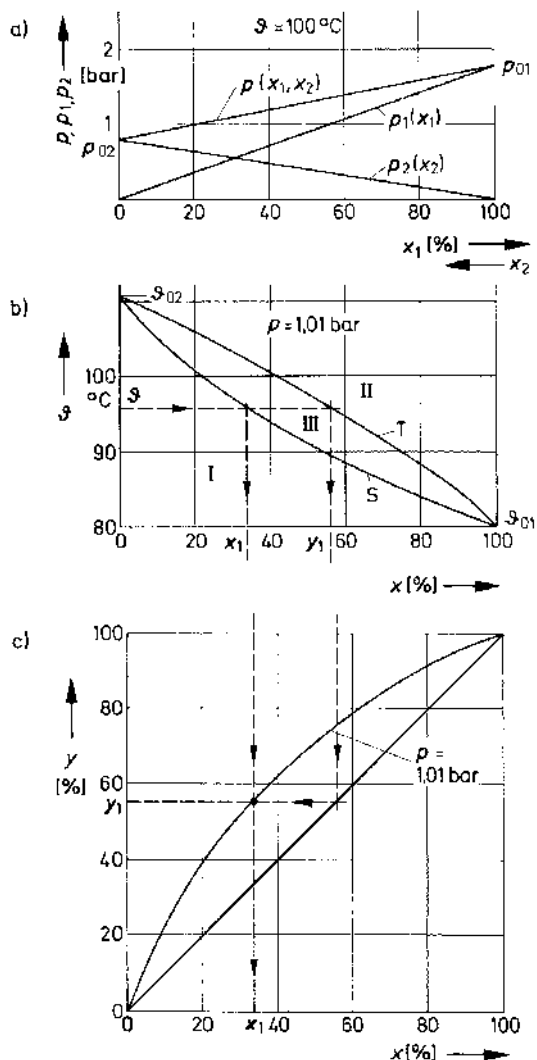 a)
ϑ = 100 °C
p, p₁, p₂ [bar]
2
1
0
p₀₂
p₀₁
p(x₁, x₂)
p₁(x₁)
p₂(x₂)
0 20 40 60 80 100
x₁ [%]
x₂
b)
ϑ₀₂
p = 1,01 bar
ϑ
°C
ϑ
100
90
80
I
II
III
T
S
ϑ₀₁
0 20 40 60 80 100
x₁
y₁
x [%]
c)
y
[%]
100
80
60
y₁
40
20
0
p =
1,01 bar
0 20 x₁ 40 60 80 100
x [%]